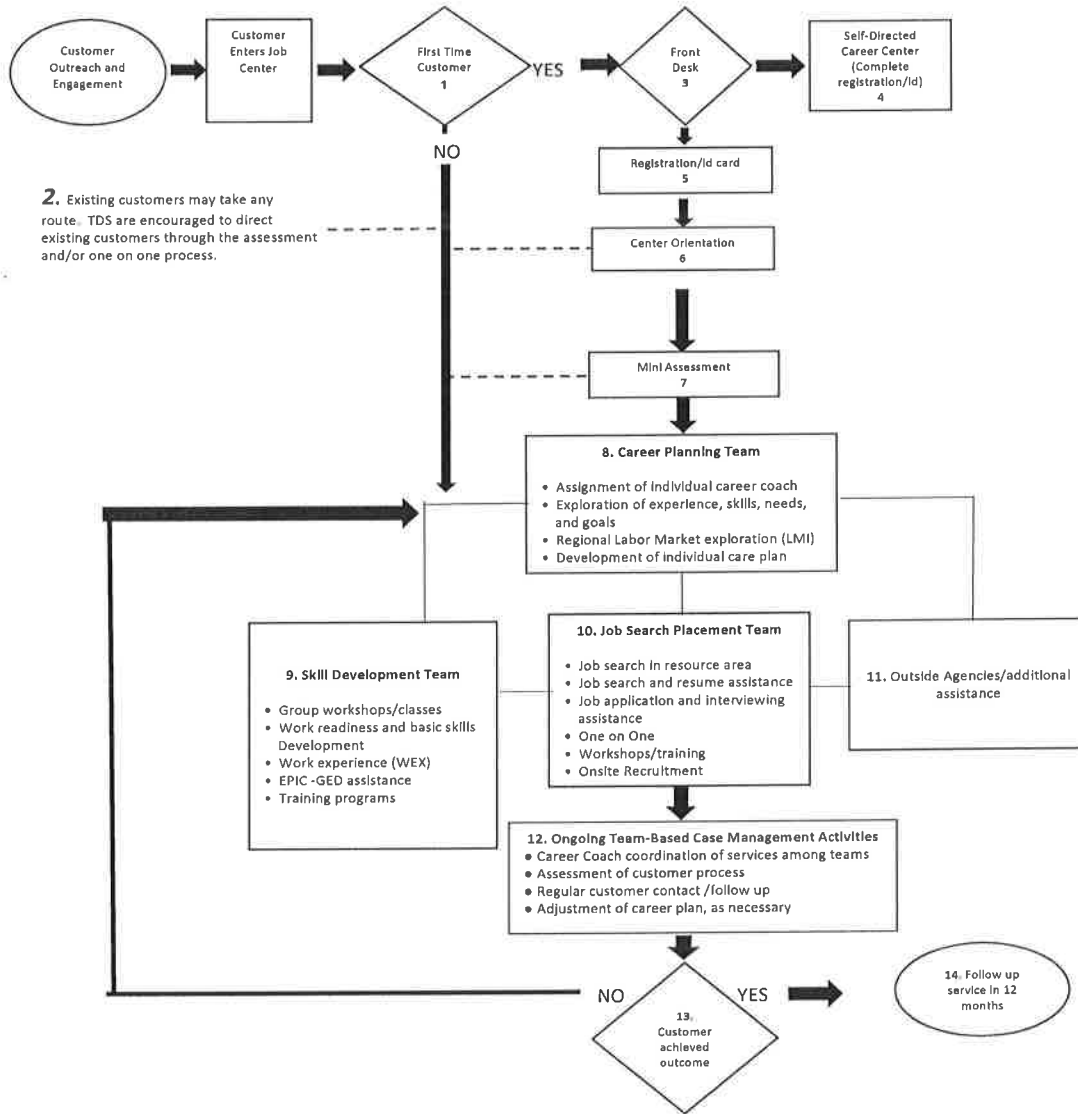 Customer
Outreach and
Engagement
Customer
Enters Job
Center
First Time
Customer
1
YES
Front
Desk
3
Self-Directed
Career Center
(Complete
registration/id)
4
NO
Registration/id card
5
2. Existing customers may take any
route. TDS are encouraged to direct
existing customers through the assessment
and/or one on one process.
Center Orientation
6
Mini Assessment
7
8. Career Planning Team
• Assignment of individual career coach
• Exploration of experience, skills, needs,
and goals
• Regional Labor Market exploration (LMI)
• Development of individual care plan
9. Skill Development Team
• Group workshops/classes
• Work readiness and basic skills
Development
• Work experience (WEX)
• EPIC -GED assistance
• Training programs
10. Job Search Placement Team
• Job search in resource area
• Job search and resume assistance
• Job application and interviewing
assistance
• One on One
• Workshops/training
• Onsite Recruitment
11. Outside Agencies/additional
assistance
12. Ongoing Team-Based Case Management Activities
● Career Coach coordination of services among teams
● Assessment of customer process
● Regular customer contact /follow up
● Adjustment of career plan, as necessary
NO
YES
13.
Customer
achieved
outcome
14. Follow up
service in 12
months